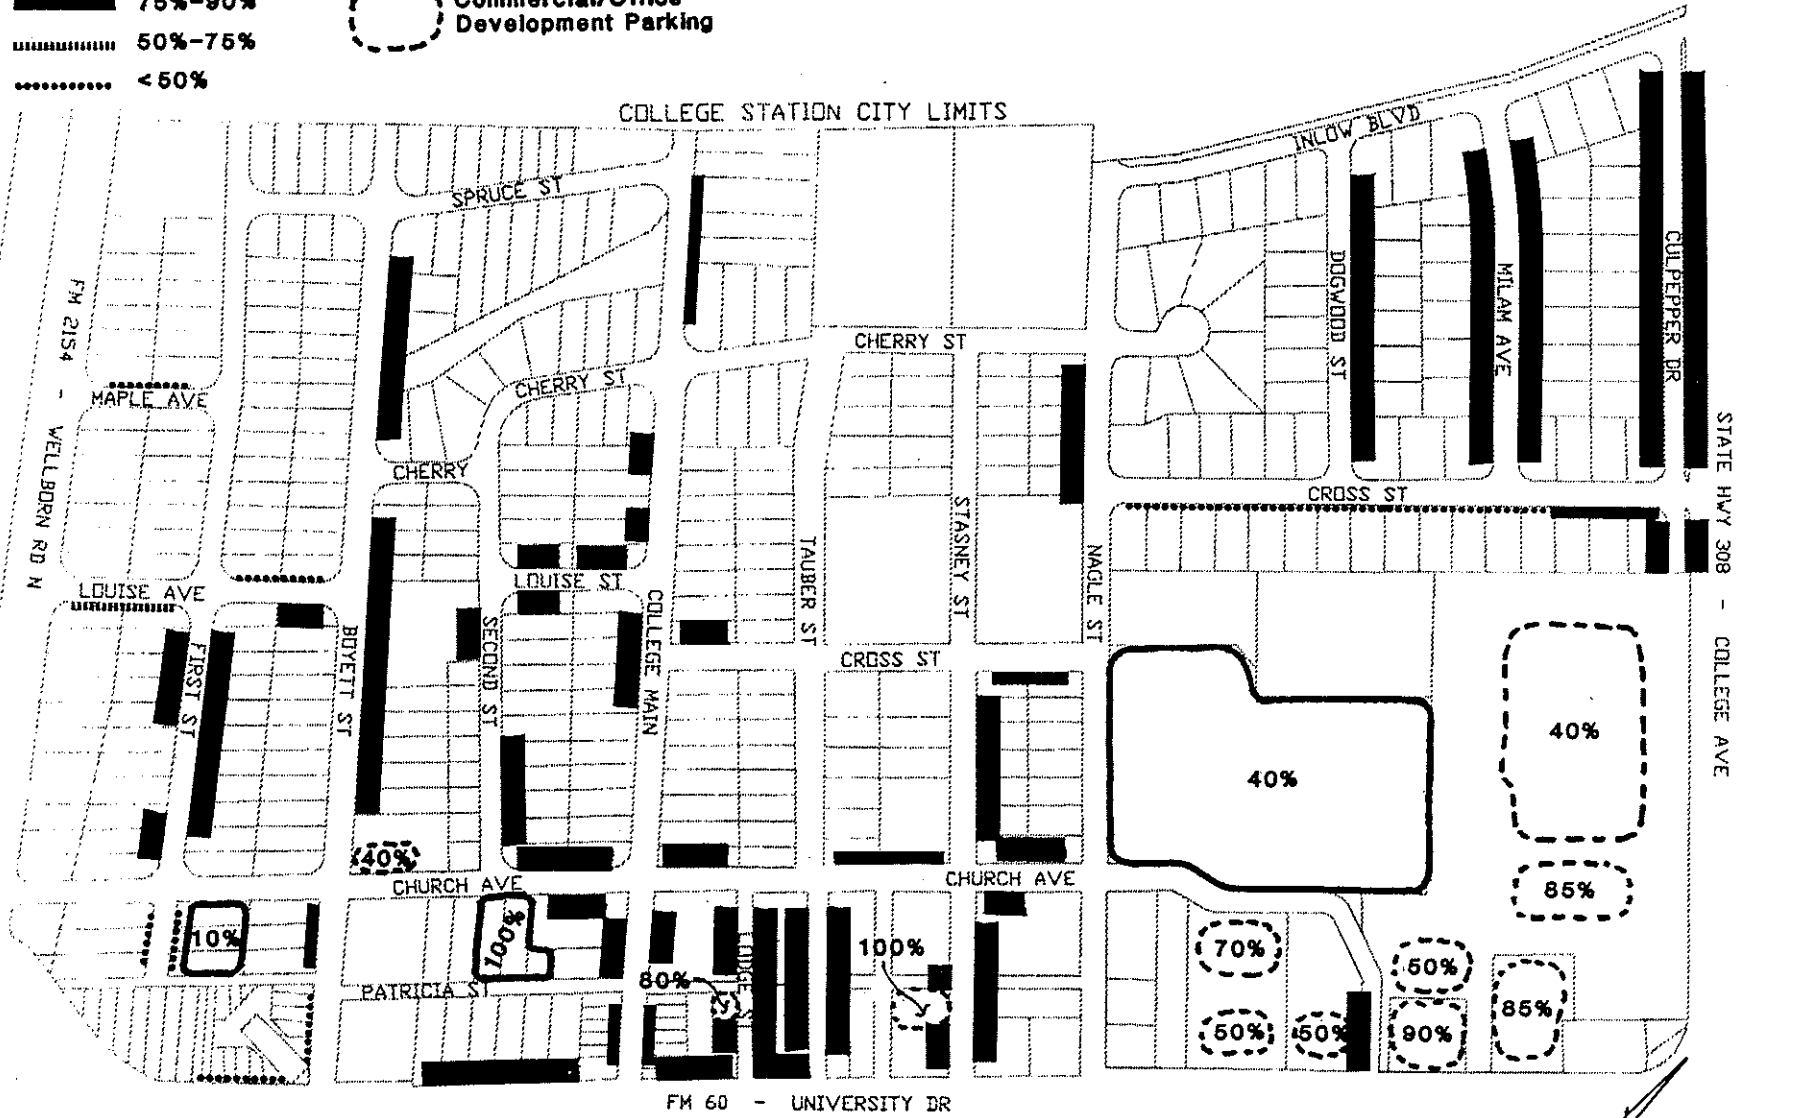 75%-90%
Commercial/Office
Development Parking
50%-75%
<50%
COLLEGE STATION CITY LIMITS
INLOW BLVD
SPRUCE ST
FM 2154 - WELLBORN RD N
DOGWOOD ST
MILAM AVE
CULPEPPER DR
CHERRY ST
CHERRY ST
MAPLE AVE
CHERRY
CROSS ST
STATE HWY 308 - COLLEGE AVE
STASNEY ST
TAUBER ST
NAGLE ST
LOUISE ST
LOUISE AVE
FIRST ST
BOYETT ST
SECOND ST
COLLEGE MAIN
CROSS ST
40%
40%
40%
CHURCH AVE
CHURCH AVE
85%
10%
100%
100%
70%
50%
80%
PATRICIA ST
85%
50%
50%
90%
FM 60 - UNIVERSITY DR